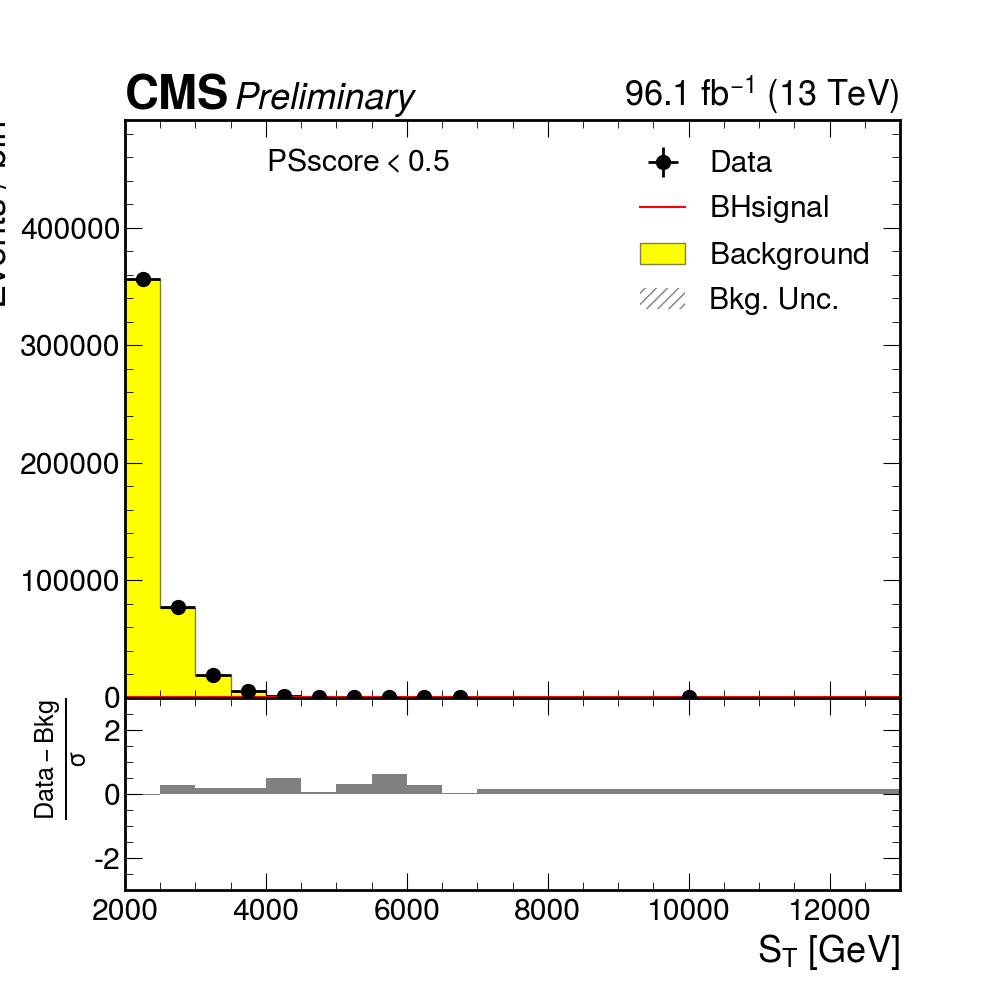 CMS Preliminary
96.1 fb⁻¹ (13 TeV)
PSscore < 0.5
Data
BHsignal
Background
Bkg. Unc.
400000
300000
200000
100000
0
Data − Bkg
σ
2
0
-2
2000 4000 6000 8000 10000 12000
S_T [GeV]